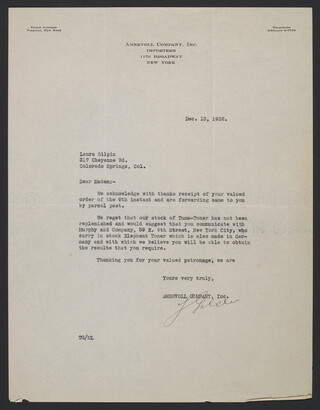 ANNEVOLL COMPANY, INC.
IMPORTERS
1170 BROADWAY
NEW YORK
Dec. 12, 1932.
Laura Gilpin
317 Cheyenne Rd.
Colorado Springs, Col.
Dear Madam:-
We acknowledge with thanks receipt of your valued
order of the 9th instant and are forwarding same to you
by parcel post.
We regret that our stock of Tuma-Toner has not been
replenished and would suggest that you communicate with
Murphy and Company, 59 E. 9th Street, New York City, who
carry in stock Elephant Toner which is also made in Ger-
many and with which we believe you will be able to obtain
the results that you require.
Thanking you for your valued patronage, we are
Yours very truly,
ANNEVOLL COMPANY, Inc.